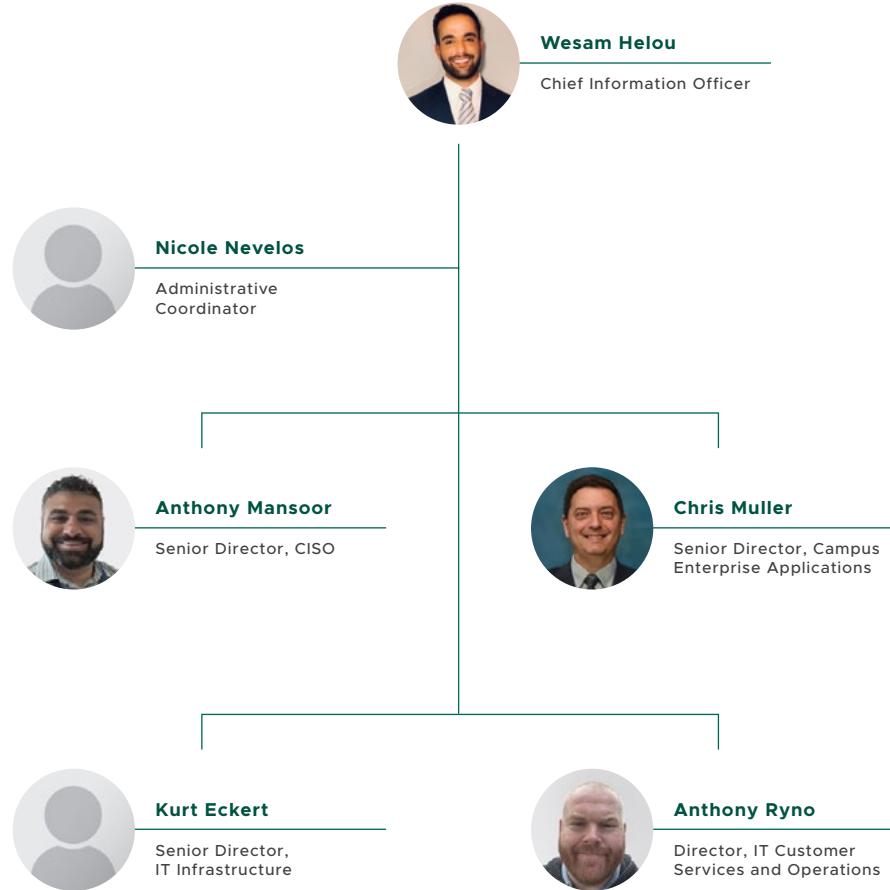 Wesam Helou
Chief Information Officer
Nicole Nevelos
Administrative
Coordinator
Anthony Mansoor
Senior Director, CISO
Chris Muller
Senior Director, Campus
Enterprise Applications
Kurt Eckert
Senior Director,
IT Infrastructure
Anthony Ryno
Director, IT Customer
Services and Operations